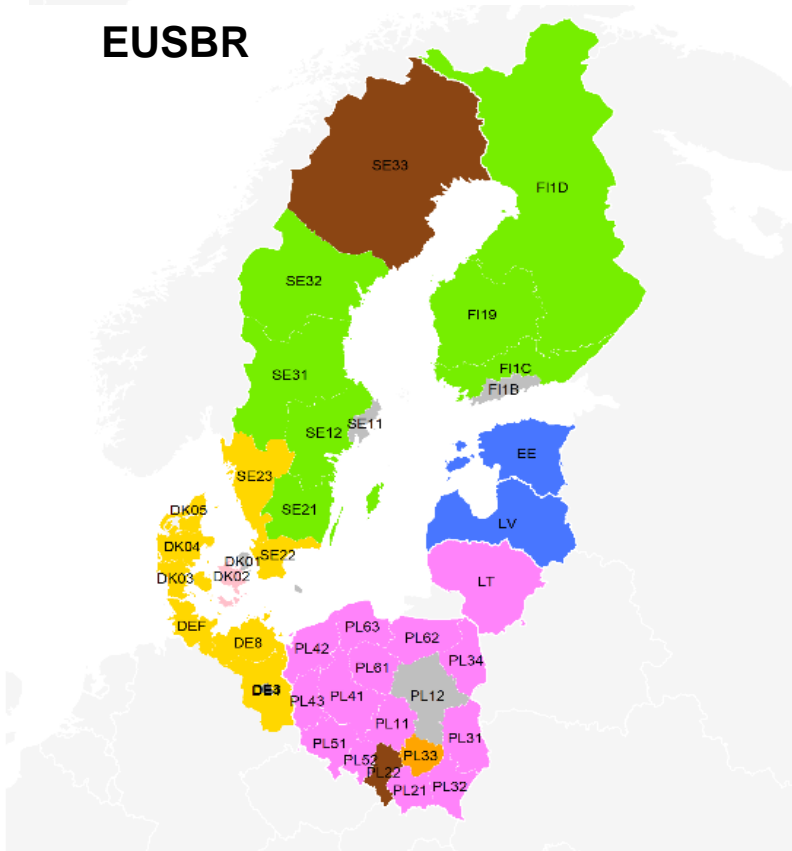 EUSBR
SE33
FI1D
SE32
FI19
SE31
FI1C
FI1B
SE11
SE12
EE
SE23
SE21
DK05
LV
DK04
DK01
SE22
DK03
DK02
LT
DEF
PL63
PL62
DE8
PL42
PL34
PL61
PL43
PL41
PL12
PL11
PL31
PL51
PL52
PL33
PL22
PL21
PL32